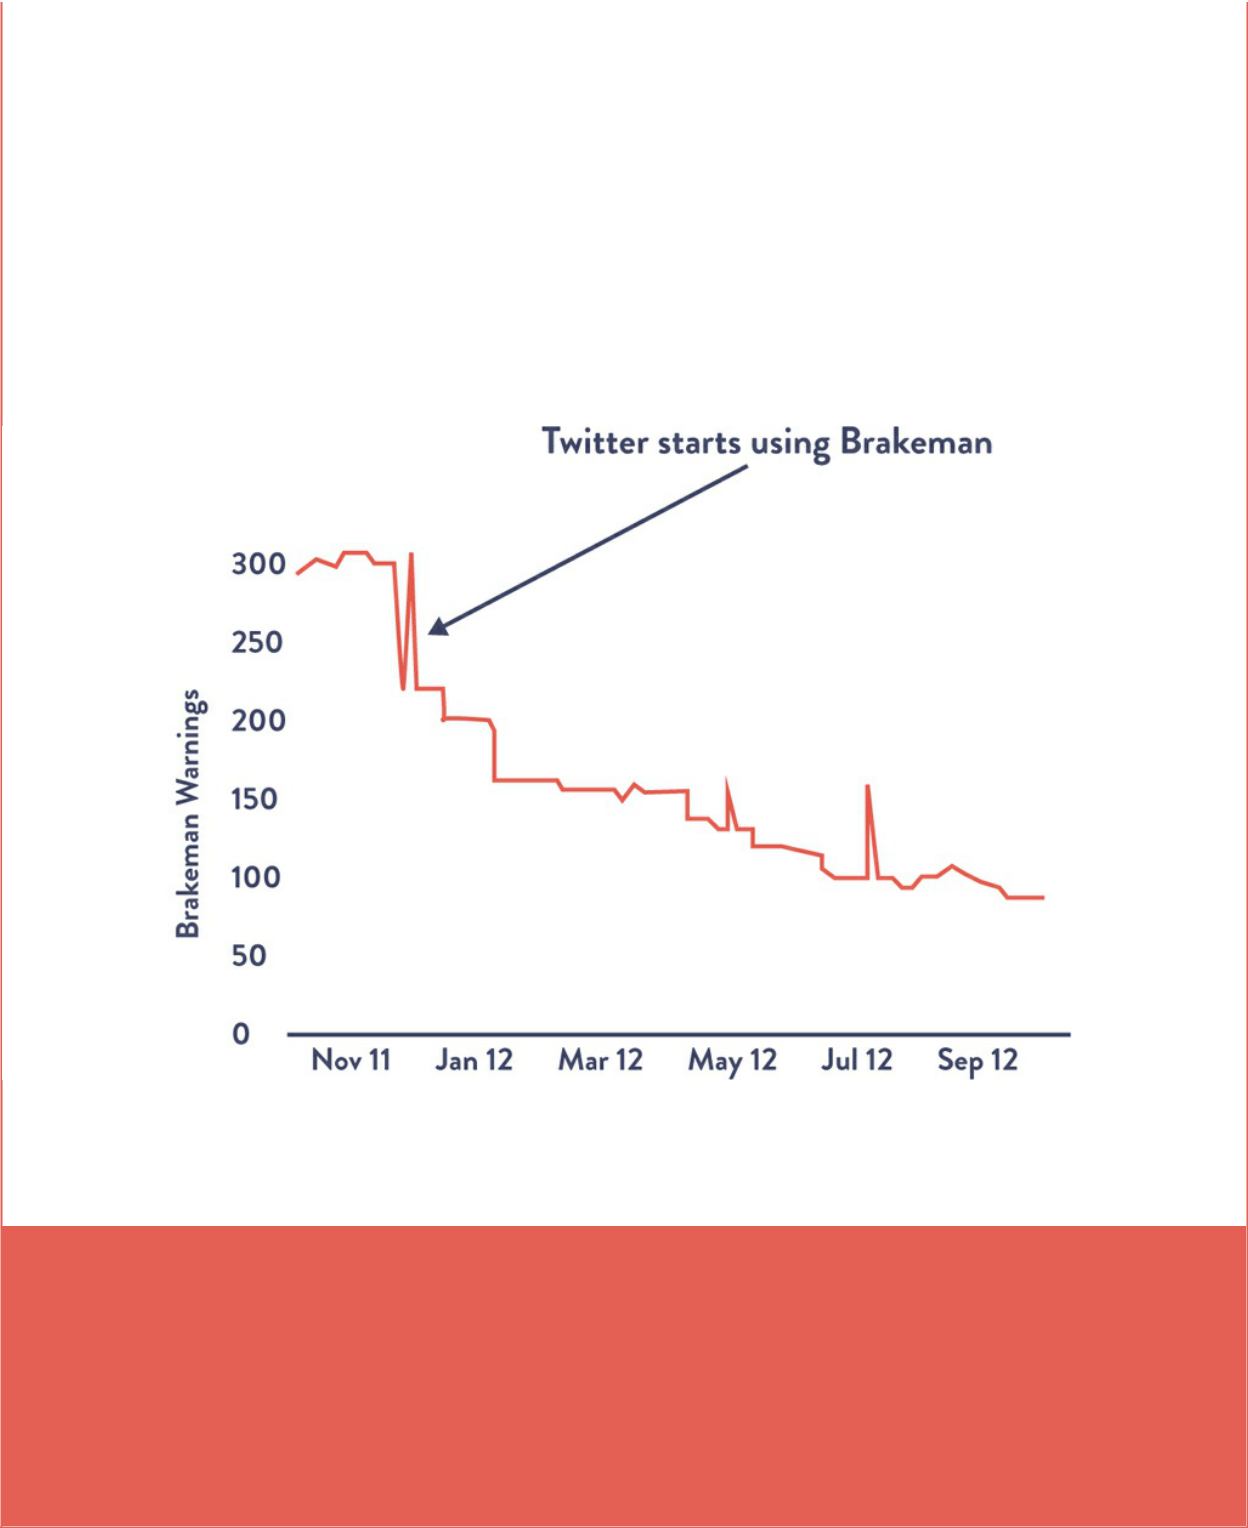 Twitter starts using Brakeman
300
250
200
150
100
50
0
Brakeman Warnings
Nov 11
Jan 12
Mar 12
May 12
Jul 12
Sep 12